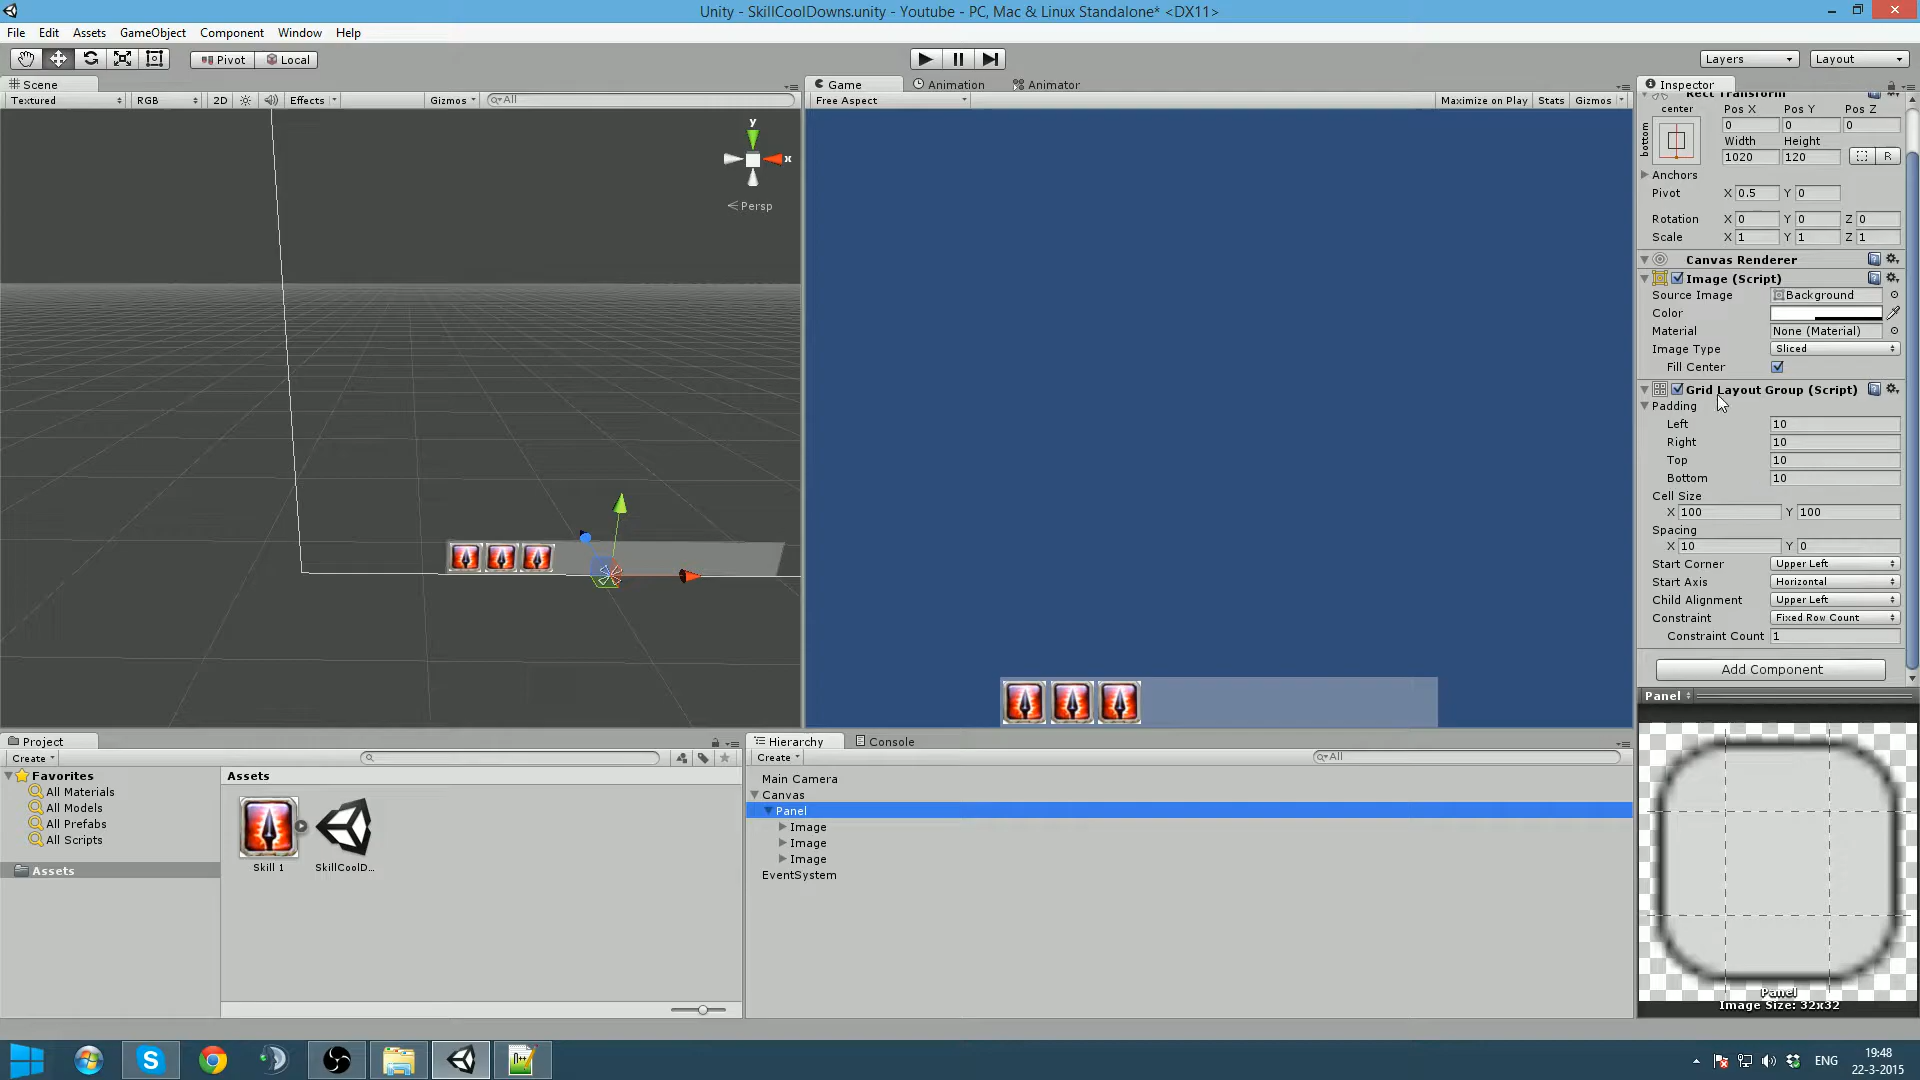 Unity - SkillCoolDowns.unity - Youtube - PC, Mac & Linux Standalone* <DX11>
File Edit Assets GameObject Component Window Help
Pivot Local Layers Layout
Scene
Textured RGB 2D Effects Gizmos All
y
x
Persp
Game Animation Animator
Free Aspect Maximize on Play Stats Gizmos
Inspector
Rect Transform
center Pos X Pos Y Pos Z
bottom 0 0 0
Width Height
1020 120 R
Anchors
Pivot X 0.5 Y 0
Rotation X 0 Y 0 Z 0
Scale X 1 Y 1 Z 1
Canvas Renderer
Image (Script)
Source Image Background
Color
Material None (Material)
Image Type Sliced
Fill Center
Grid Layout Group (Script)
Padding
Left 10
Right 10
Top 10
Bottom 10
Cell Size
X 100 Y 100
Spacing
X 10 Y 0
Start Corner Upper Left
Start Axis Horizontal
Child Alignment Upper Left
Constraint Fixed Row Count
Constraint Count 1
Add Component
Panel
Panel
Image Size: 32x32
Project
Create
Favorites
All Materials
All Models
All Prefabs
All Scripts
Assets
Assets
Skill 1 SkillCoolD...
Hierarchy Console
Create All
Main Camera
Canvas
Panel
Image
Image
Image
EventSystem
ENG
19:48
22-3-2015